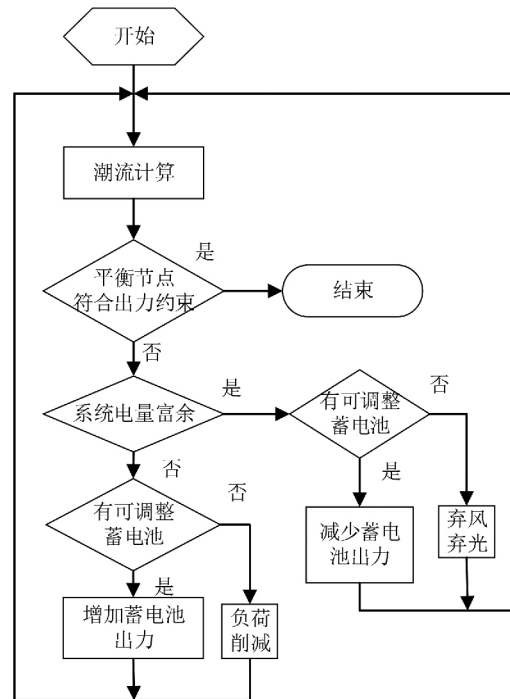 开始
潮流计算
是
平衡节点
符合出力约束
结束
否
是
系统电量富余
有可调整
蓄电池
否
否
是
有可调整
蓄电池
否
减少蓄电
池出力
弃风
弃光
是
增加蓄电池
出力
负荷
削减